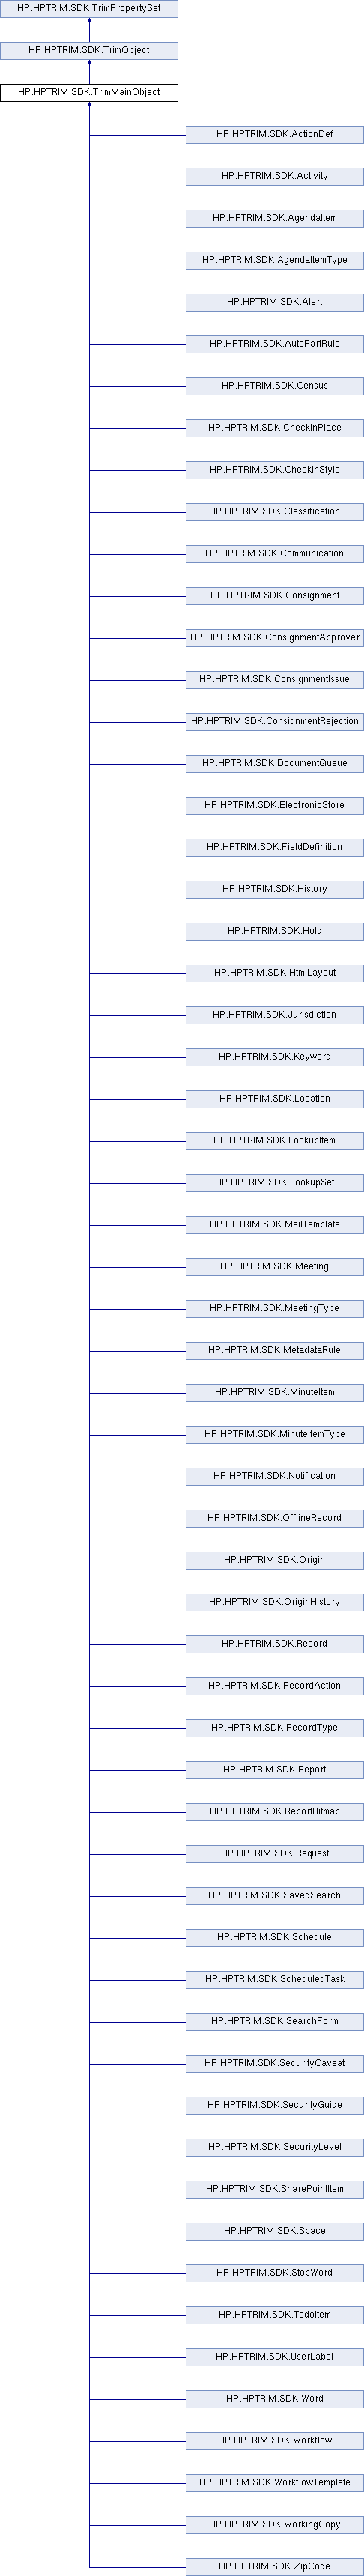 HP.HPTRIM.SDK.TrimPropertySet
HP.HPTRIM.SDK.TrimObject
HP.HPTRIM.SDK.TrimMainObject
HP.HPTRIM.SDK.ActionDef
HP.HPTRIM.SDK.Activity
HP.HPTRIM.SDK.AgendaItem
HP.HPTRIM.SDK.AgendaItemType
HP.HPTRIM.SDK.Alert
HP.HPTRIM.SDK.AutoPartRule
HP.HPTRIM.SDK.Census
HP.HPTRIM.SDK.CheckinPlace
HP.HPTRIM.SDK.CheckinStyle
HP.HPTRIM.SDK.Classification
HP.HPTRIM.SDK.Communication
HP.HPTRIM.SDK.Consignment
HP.HPTRIM.SDK.ConsignmentApprover
HP.HPTRIM.SDK.ConsignmentIssue
HP.HPTRIM.SDK.ConsignmentRejection
HP.HPTRIM.SDK.DocumentQueue
HP.HPTRIM.SDK.ElectronicStore
HP.HPTRIM.SDK.FieldDefinition
HP.HPTRIM.SDK.History
HP.HPTRIM.SDK.Hold
HP.HPTRIM.SDK.HtmlLayout
HP.HPTRIM.SDK.Jurisdiction
HP.HPTRIM.SDK.Keyword
HP.HPTRIM.SDK.Location
HP.HPTRIM.SDK.LookupItem
HP.HPTRIM.SDK.LookupSet
HP.HPTRIM.SDK.MailTemplate
HP.HPTRIM.SDK.Meeting
HP.HPTRIM.SDK.MeetingType
HP.HPTRIM.SDK.MetadataRule
HP.HPTRIM.SDK.MinuteItem
HP.HPTRIM.SDK.MinuteItemType
HP.HPTRIM.SDK.Notification
HP.HPTRIM.SDK.OfflineRecord
HP.HPTRIM.SDK.Origin
HP.HPTRIM.SDK.OriginHistory
HP.HPTRIM.SDK.Record
HP.HPTRIM.SDK.RecordAction
HP.HPTRIM.SDK.RecordType
HP.HPTRIM.SDK.Report
HP.HPTRIM.SDK.ReportBitmap
HP.HPTRIM.SDK.Request
HP.HPTRIM.SDK.SavedSearch
HP.HPTRIM.SDK.Schedule
HP.HPTRIM.SDK.ScheduledTask
HP.HPTRIM.SDK.SearchForm
HP.HPTRIM.SDK.SecurityCaveat
HP.HPTRIM.SDK.SecurityGuide
HP.HPTRIM.SDK.SecurityLevel
HP.HPTRIM.SDK.SharePointItem
HP.HPTRIM.SDK.Space
HP.HPTRIM.SDK.StopWord
HP.HPTRIM.SDK.TodoItem
HP.HPTRIM.SDK.UserLabel
HP.HPTRIM.SDK.Word
HP.HPTRIM.SDK.Workflow
HP.HPTRIM.SDK.WorkflowTemplate
HP.HPTRIM.SDK.WorkingCopy
HP.HPTRIM.SDK.ZipCode